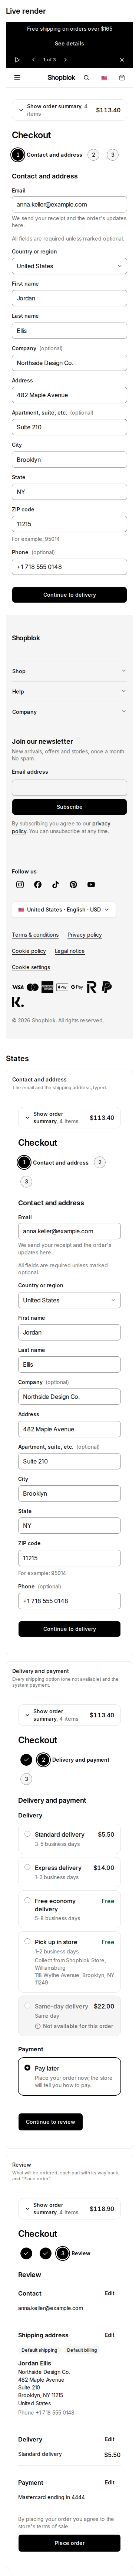 Live render
Free shipping on orders over $165
See details
1 of 3
Shopbolk
Show order summary, 4
items
$113.40
Checkout
1 Contact and address 2 3
Contact and address
Email
anna.keller@example.com
We send your receipt and the order's updates
here.
All fields are required unless marked optional.
Country or region
United States
First name
Jordan
Last name
Ellis
Company (optional)
Northside Design Co.
Address
482 Maple Avenue
Apartment, suite, etc. (optional)
Suite 210
City
Brooklyn
State
NY
ZIP code
11215
For example: 95014
Phone (optional)
+1 718 555 0148
Continue to delivery
Shopbolk
Shop
Help
Company
Join our newsletter
New arrivals, offers and stories, once a month.
No spam.
Email address
Subscribe
By subscribing you agree to our privacy
policy. You can unsubscribe at any time.
Follow us
United States · English · USD
Terms & conditions Privacy policy
Cookie policy Legal notice
Cookie settings
VISA AMEX Pay G Pay R P
K.
© 2026 Shopbolk. All rights reserved.
States
Contact and address
The email and the shipping address, typed.
Show order
summary, 4 items
$113.40
Checkout
1 Contact and address 2
3
Contact and address
Email
anna.keller@example.com
We send your receipt and the order's
updates here.
All fields are required unless marked
optional.
Country or region
United States
First name
Jordan
Last name
Ellis
Company (optional)
Northside Design Co.
Address
482 Maple Avenue
Apartment, suite, etc. (optional)
Suite 210
City
Brooklyn
State
NY
ZIP code
11215
For example: 95014
Phone (optional)
+1 718 555 0148
Continue to delivery
Delivery and payment
Every shipping option (one not available) and the
system payment.
Show order
summary, 4 items
$113.40
Checkout
2 Delivery and payment
3
Delivery and payment
Delivery
Standard delivery $5.50
3–5 business days
Express delivery $14.00
1–2 business days
Free economy
delivery
Free
5–8 business days
Pick up in store Free
1–2 business days
Collect from Shopbolk Store,
Williamsburg
118 Wythe Avenue, Brooklyn, NY
11249
Same-day delivery $22.00
Same day
Not available for this order
Payment
Pay later
Place your order now; the store
will tell you how to pay.
Continue to review
Review
What will be ordered, each part with its way back,
and "Place order".
Show order
summary, 4 items
$118.90
Checkout
3 Review
Review
Contact Edit
anna.keller@example.com
Shipping address Edit
Default shipping Default billing
Jordan Ellis
Northside Design Co.
482 Maple Avenue
Suite 210
Brooklyn, NY 11215
United States
Phone +1 718 555 0148
Delivery Edit
Standard delivery $5.50
Payment Edit
Mastercard ending in 4444
By placing your order you agree to the
store's terms of sale.
Place order